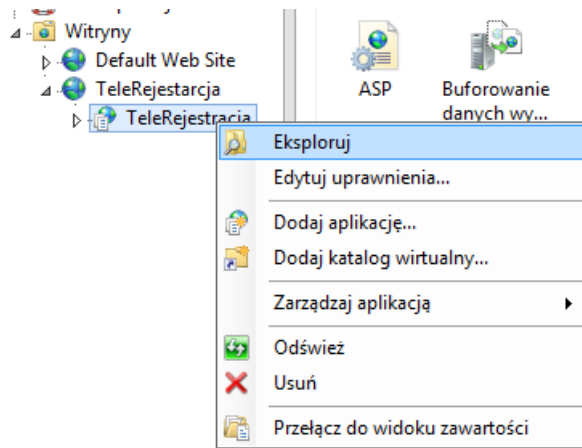 Witryny
Default Web Site
TeleRejestarcja
TeleRejestracja
ASP
Buforowanie
danych wy...
Eksploruj
Edytuj uprawnienia...
Dodaj aplikację...
Dodaj katalog wirtualny...
Zarządzaj aplikacją
Odśwież
Usuń
Przełącz do widoku zawartości